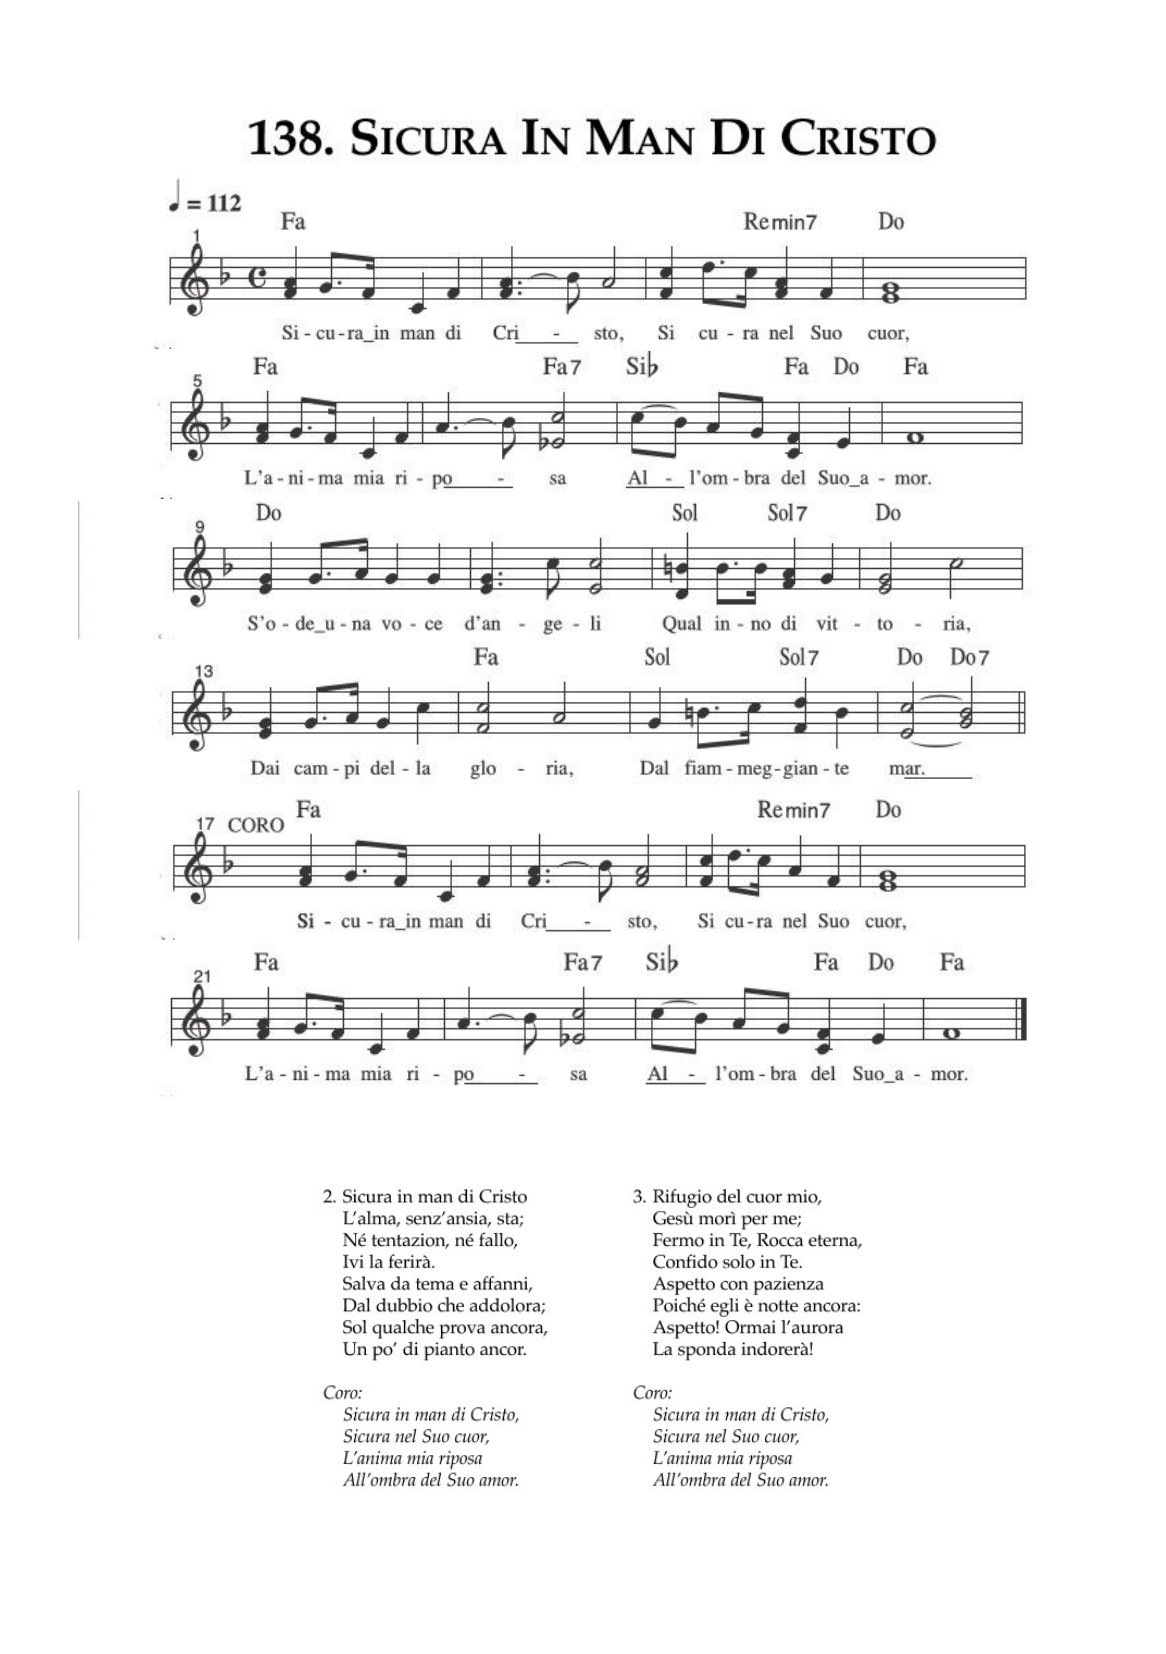 138. Sicura In Man Di Cristo
= 112
Fa Remin7 Do
1
Si - cu - ra_in man di Cri - sto, Si cu - ra nel Suo cuor,
Fa Fa7 Si♭ Fa Do Fa
5
L'a - ni - ma mia ri - po - sa Al - l'om - bra del Suo_a - mor.
Do Sol Sol7 Do
9
S'o - de_u - na vo - ce d'an - ge - li Qual in - no di vit - to - ria,
Fa Sol Sol7 Do Do7
13
Dai cam - pi del - la glo - ria, Dal fiam - meg - gian - te mar.
Fa Remin7 Do
17 CORO
Si - cu - ra_in man di Cri - sto, Si cu - ra nel Suo cuor,
Fa Fa7 Si♭ Fa Do Fa
21
L'a - ni - ma mia ri - po - sa Al - l'om - bra del Suo_a - mor.
2. Sicura in man di Cristo
L'alma, senz'ansia, sta;
Né tentazion, né fallo,
Ivi la ferirà.
Salva da tema e affanni,
Dal dubbio che addolora;
Sol qualche prova ancora,
Un po' di pianto ancor.
Coro:
Sicura in man di Cristo,
Sicura nel Suo cuor,
L'anima mia riposa
All'ombra del Suo amor.
3. Rifugio del cuor mio,
Gesù morì per me;
Fermo in Te, Rocca eterna,
Confido solo in Te.
Aspetto con pazienza
Poiché egli è notte ancora:
Aspetto! Ormai l'aurora
La sponda indorerà!
Coro:
Sicura in man di Cristo,
Sicura nel Suo cuor,
L'anima mia riposa
All'ombra del Suo amor.